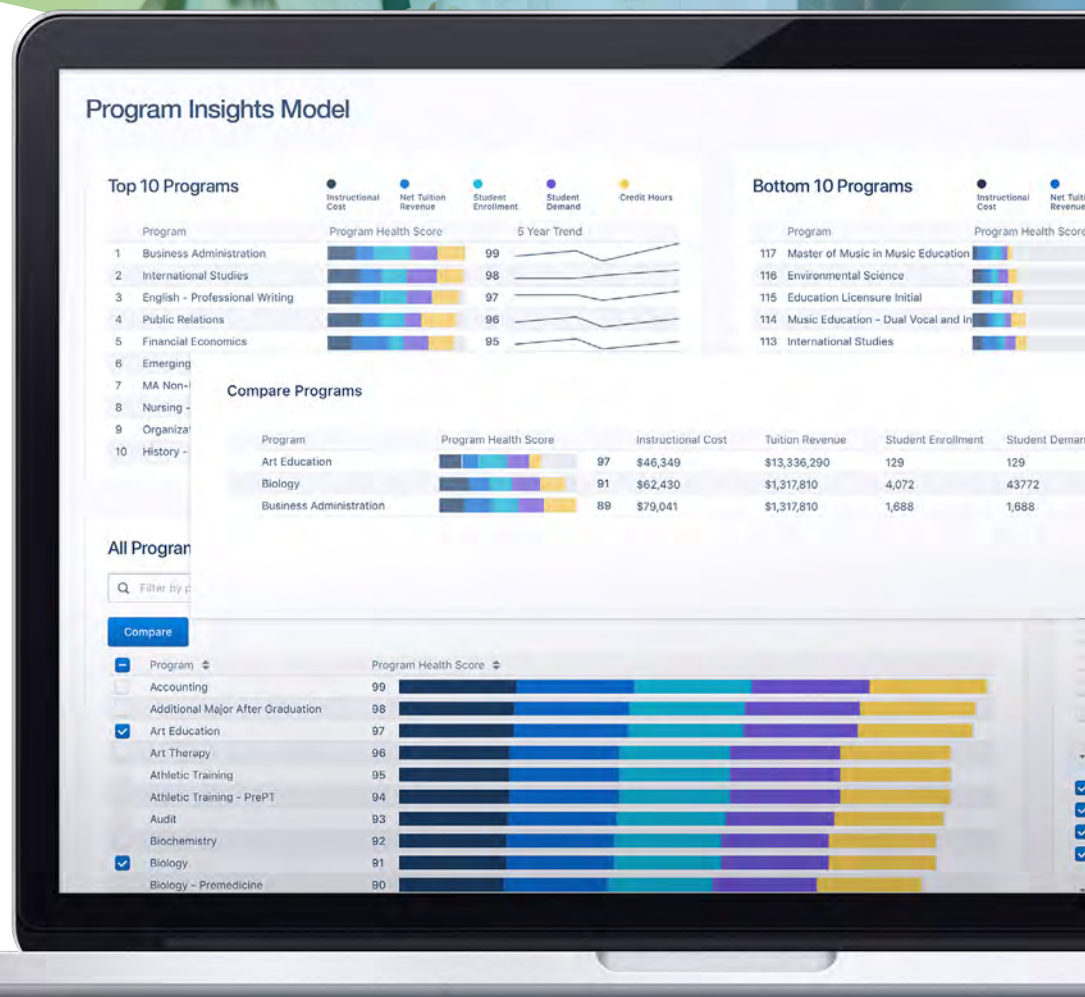 Program Insights Model
Top 10 Programs
Instructional Cost
Net Tuition Revenue
Student Enrollment
Student Demand
Credit Hours
Program Program Health Score 5 Year Trend
1 Business Administration 99
2 International Studies 98
3 English - Professional Writing 97
4 Public Relations 96
5 Financial Economics 95
6 Emerging
7 MA Non-
8 Nursing -
9 Organizat
10 History -
Bottom 10 Programs
Instructional Cost
Net Tuiti
Revenue
Program Program Health Score
117 Master of Music in Music Education
116 Environmental Science
115 Education Licensure Initial
114 Music Education - Dual Vocal and In
113 International Studies
Compare Programs
Program Program Health Score Instructional Cost Tuition Revenue Student Enrollment Student Deman
Art Education 97 $46,349 $13,336,290 129 129
Biology 91 $62,430 $1,317,810 4,072 43772
Business Administration 89 $79,041 $1,317,810 1,688 1,688
All Program
Filter by p
Compare
Program Program Health Score
Accounting 99
Additional Major After Graduation 98
Art Education 97
Art Therapy 96
Athletic Training 95
Athletic Training - PrePT 94
Audit 93
Biochemistry 92
Biology 91
Biology - Premedicine 90